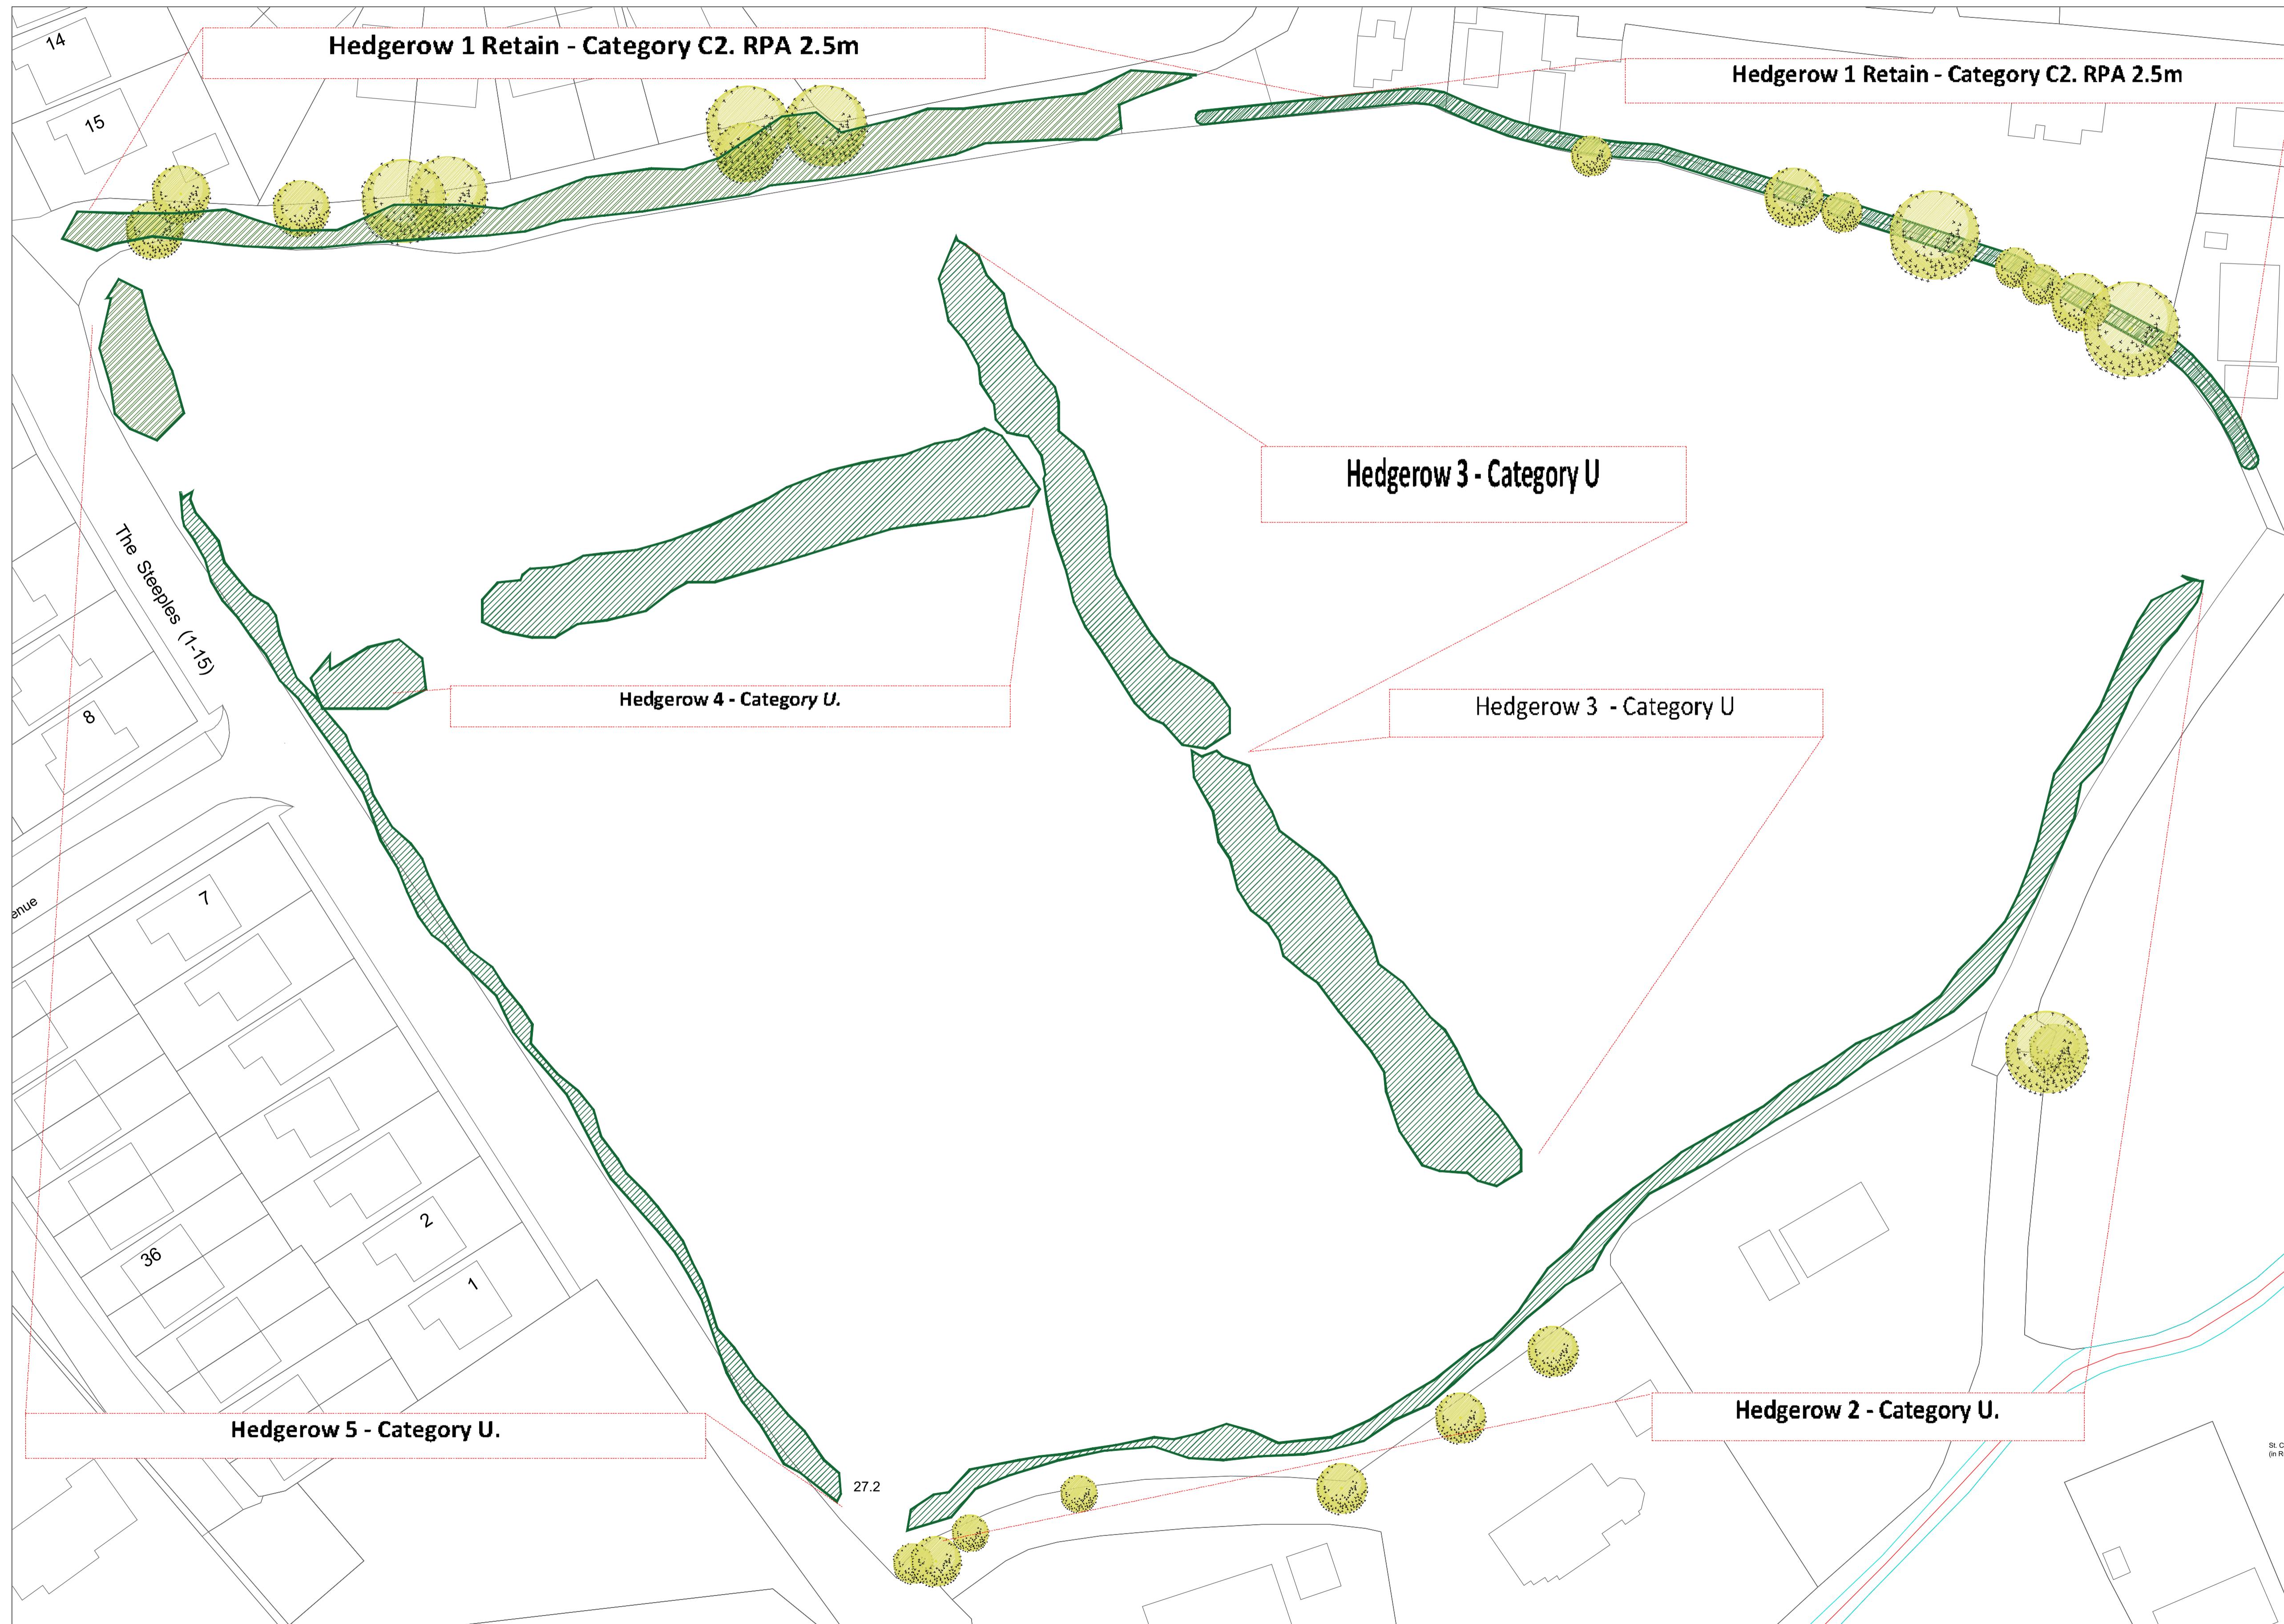 14
Hedgerow 1 Retain - Category C2. RPA 2.5m
Hedgerow 1 Retain - Category C2. RPA 2.5m
15
Hedgerow 3 - Category U
The Steeples (1-15)
Hedgerow 4 - Category U.
Hedgerow 3 - Category U
8
7
enue
2
36
1
Hedgerow 5 - Category U.
Hedgerow 2 - Category U.
27.2
St. C
(in R